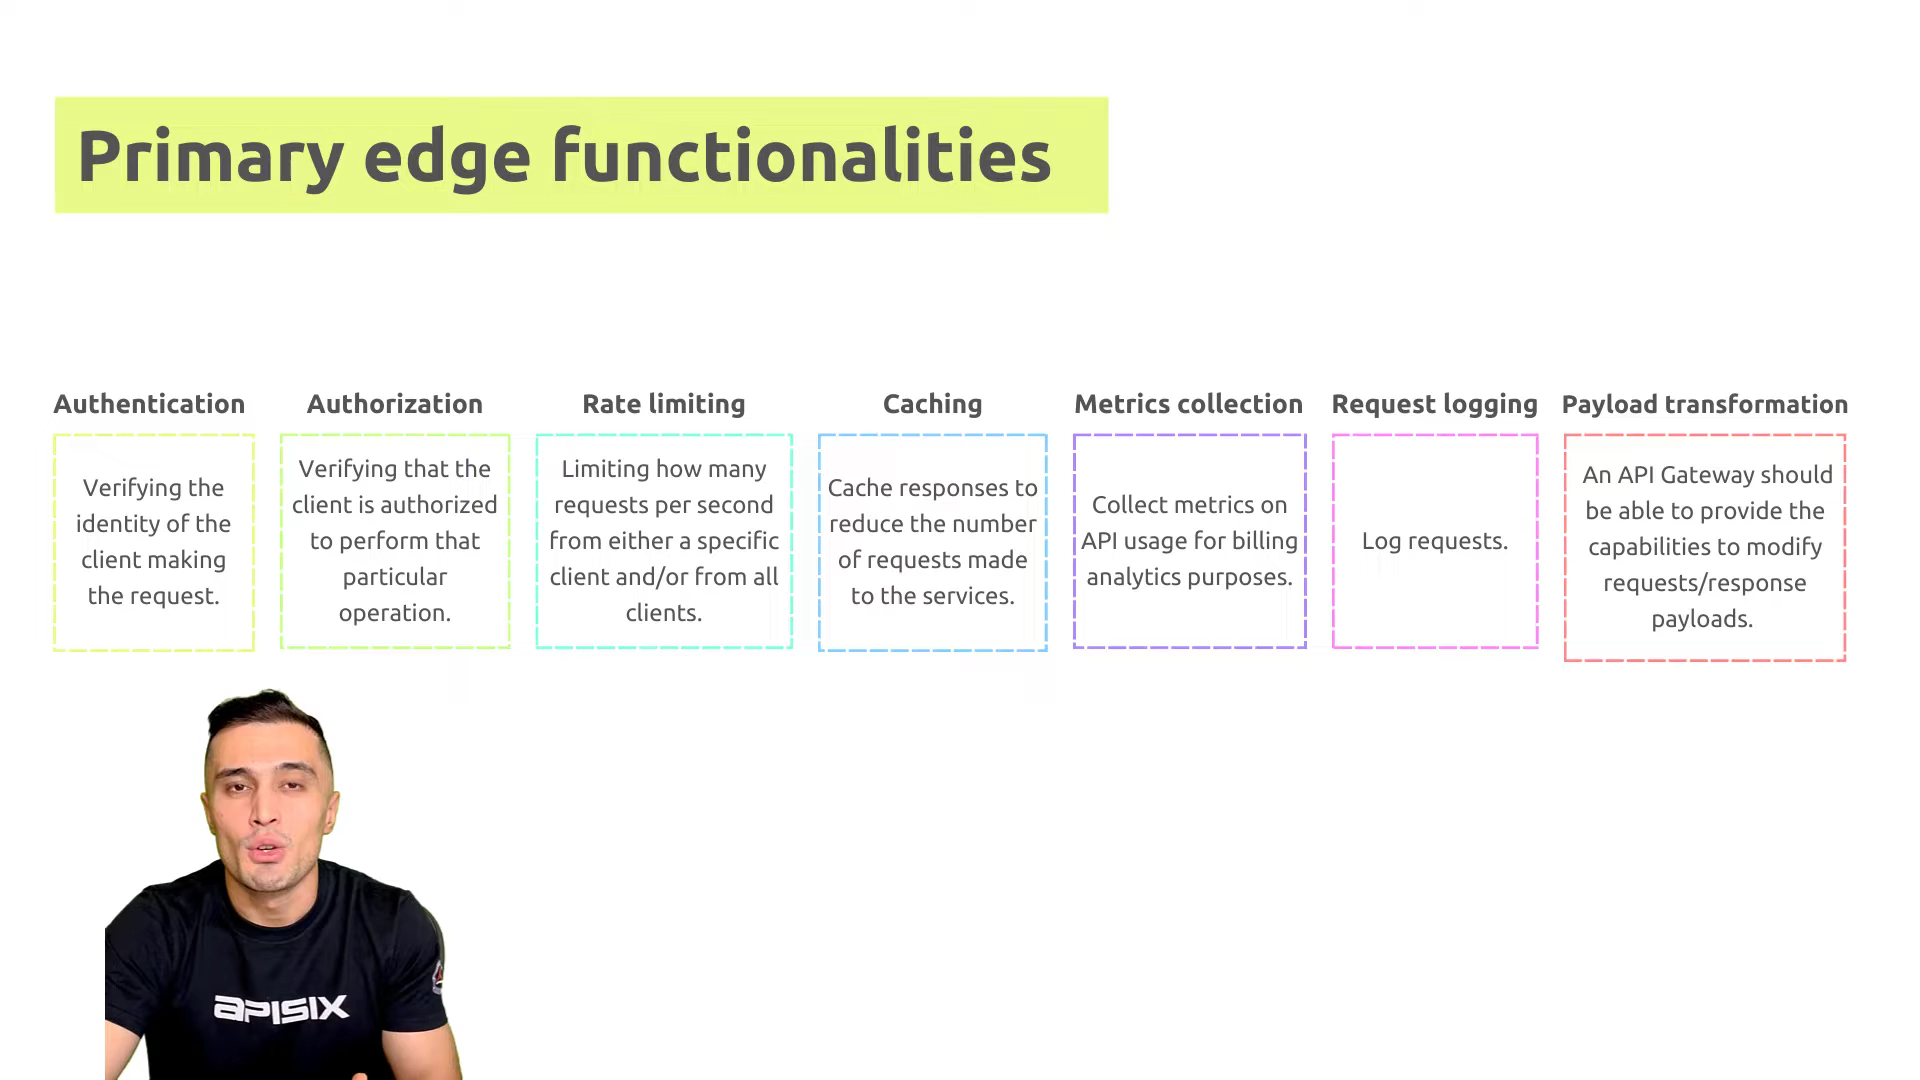 Primary edge functionalities
Authentication
Verifying the
identity of the
client making
the request.
Authorization
Verifying that the
client is authorized
to perform that
particular
operation.
Rate limiting
Limiting how many
requests per second
from either a specific
client and/or from all
clients.
Caching
Cache responses to
reduce the number
of requests made
to the services.
Metrics collection
Collect metrics on
API usage for billing
analytics purposes.
Request logging
Log requests.
Payload transformation
An API Gateway should
be able to provide the
capabilities to modify
requests/response
payloads.
APISIX